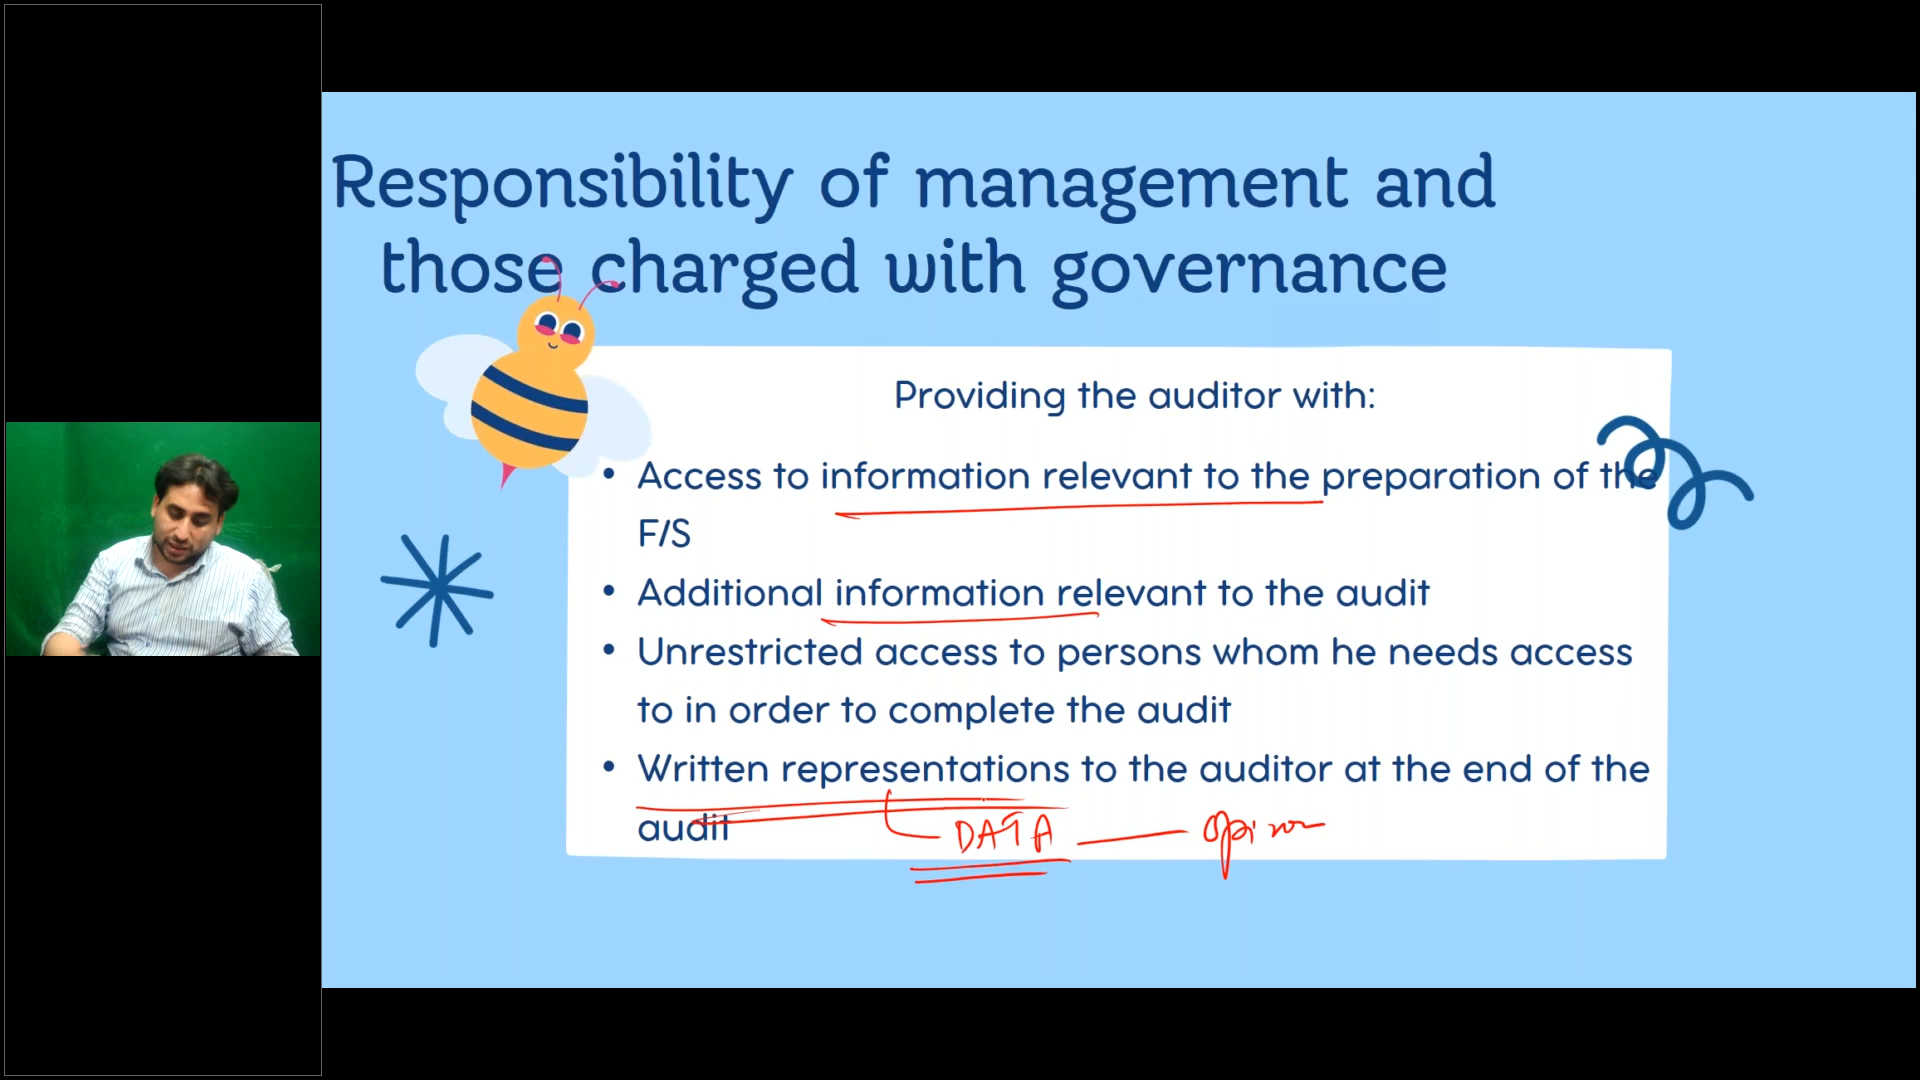 Responsibility of management and
those charged with governance
Providing the auditor with:
• Access to information relevant to the preparation of the
F/S
• Additional information relevant to the audit
• Unrestricted access to persons whom he needs access
to in order to complete the audit
• Written representations to the auditor at the end of the
audit
DATA — Opinion